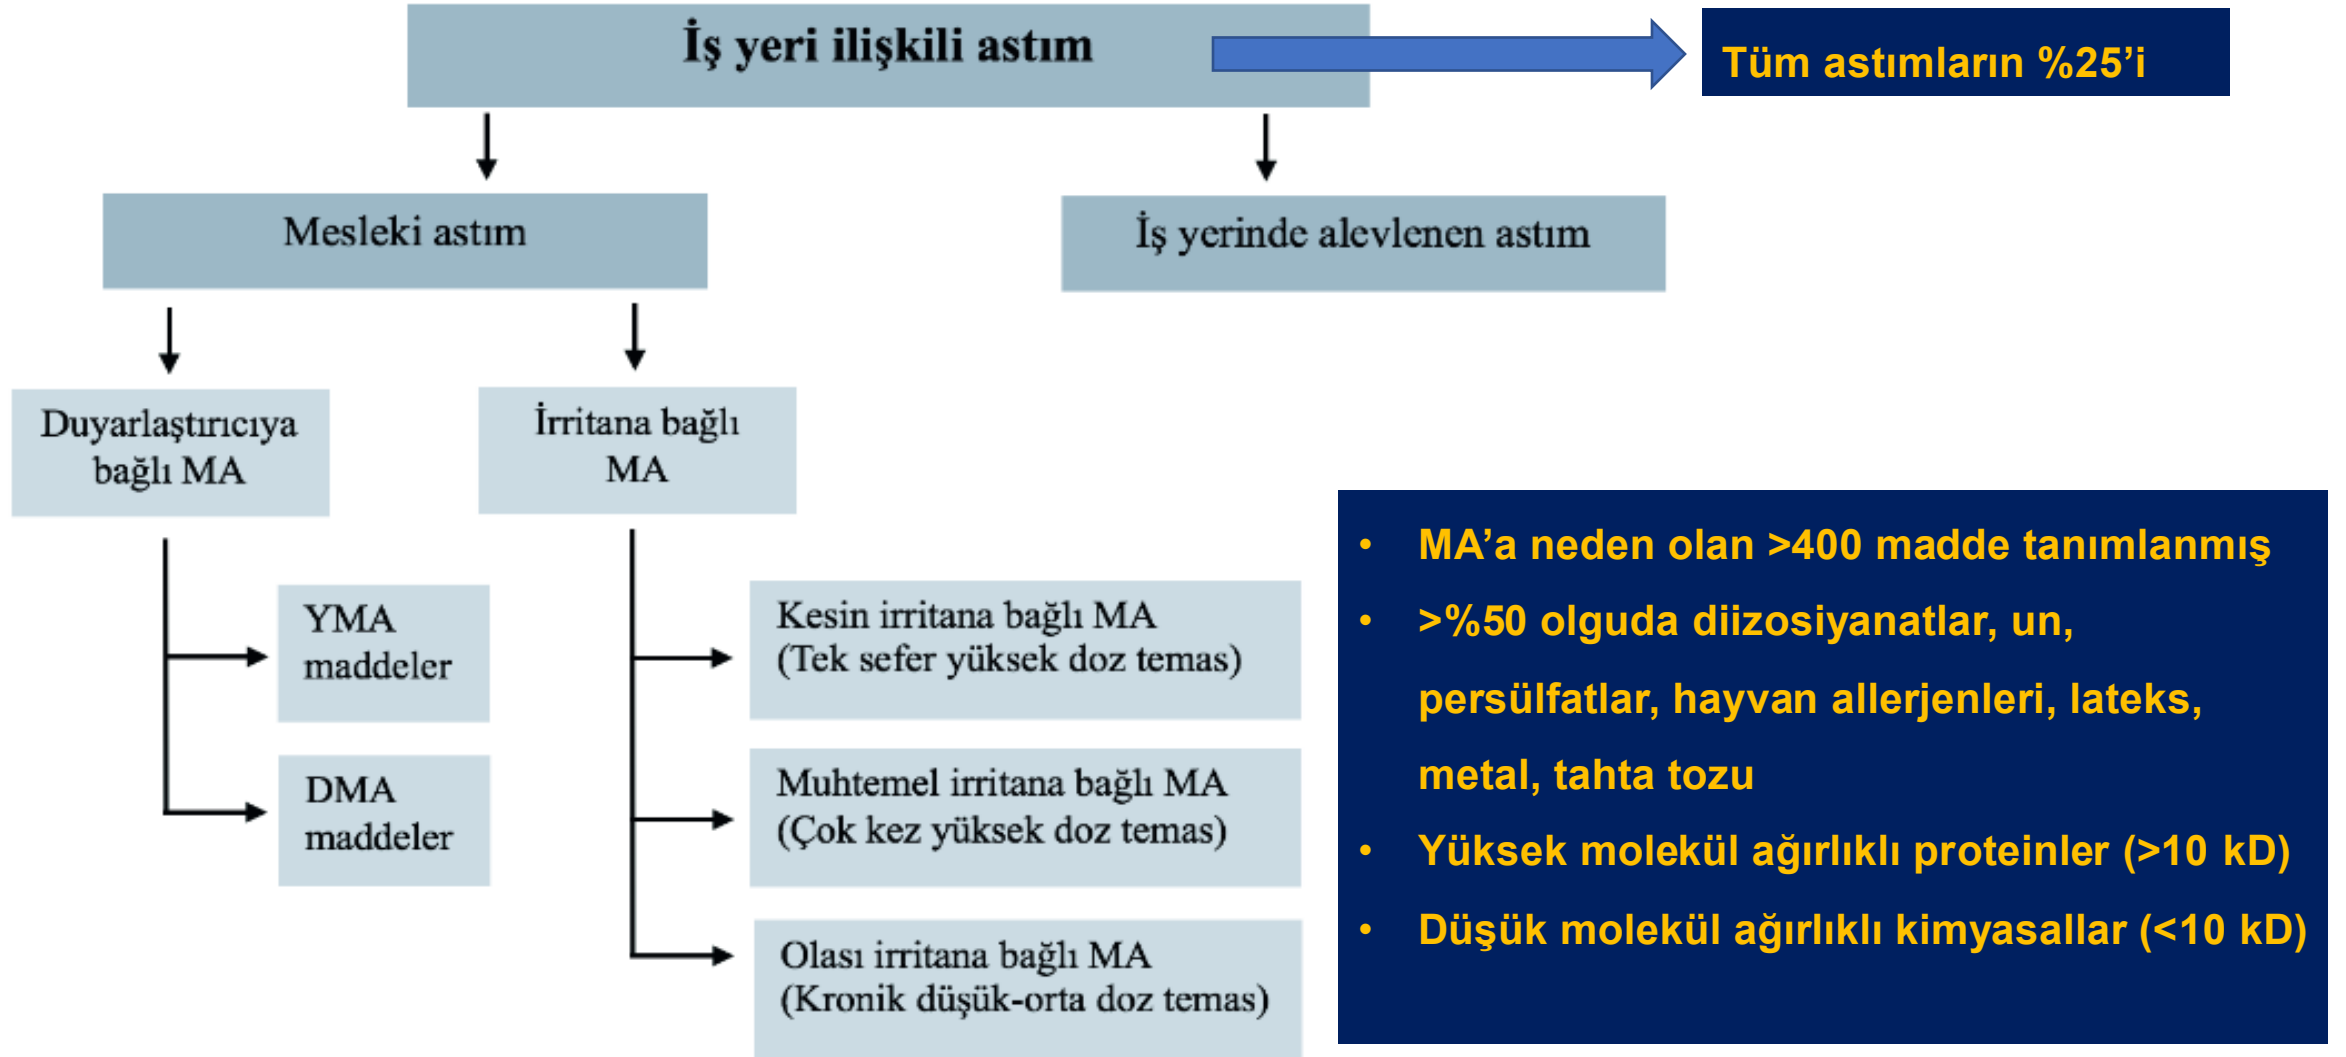 İş yeri ilişkili astım
Tüm astımların %25’i
Mesleki astım
İş yerinde alevlenen astım
Duyarlaştırıcıya
bağlı MA
İrritana bağlı
MA
YMA
maddeler
DMA
maddeler
Kesin irritana bağlı MA
(Tek sefer yüksek doz temas)
Muhtemel irritana bağlı MA
(Çok kez yüksek doz temas)
Olası irritana bağlı MA
(Kronik düşük-orta doz temas)
• MA’a neden olan >400 madde tanımlanmış
• >%50 olguda diizosiyanatlar, un,
persülfatlar, hayvan allerjenleri, lateks,
metal, tahta tozu
• Yüksek molekül ağırlıklı proteinler (>10 kD)
• Düşük molekül ağırlıklı kimyasallar (<10 kD)